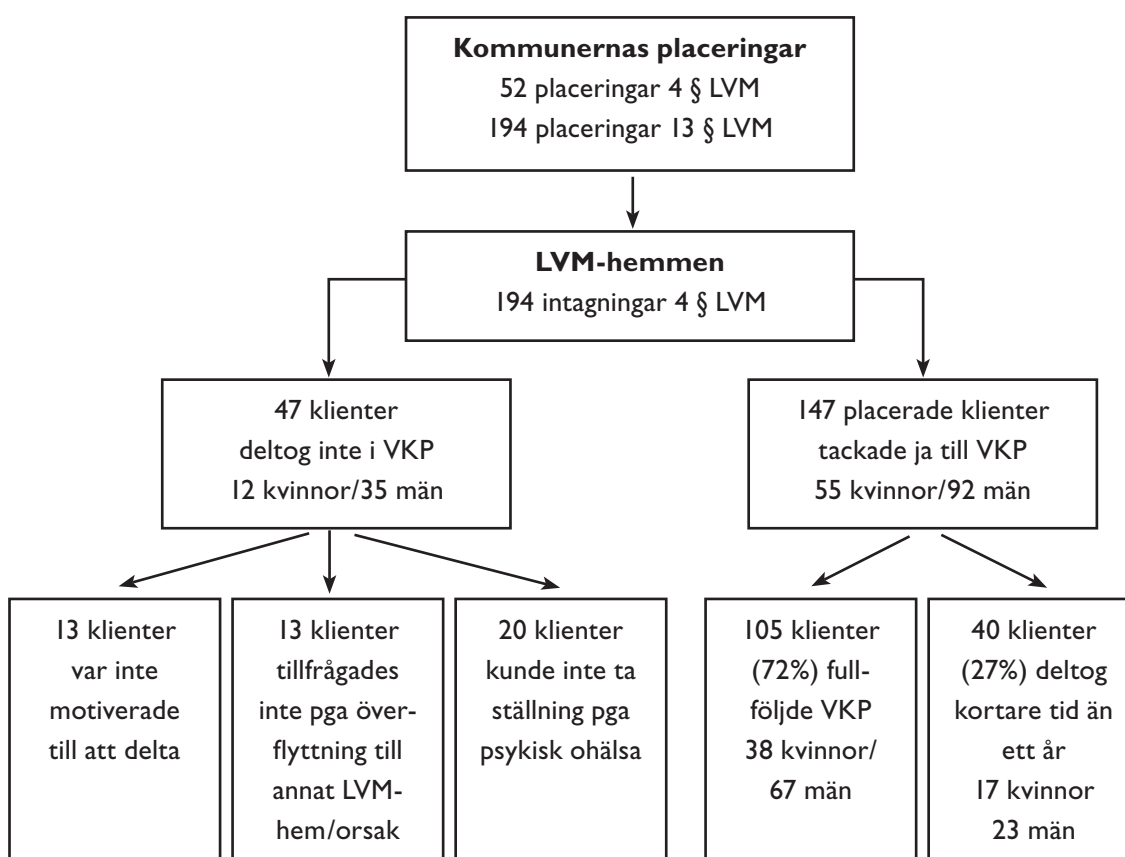 Kommunernas placeringar
52 placeringar 4 § LVM
194 placeringar 13 § LVM
LVM-hemmen
194 intagningar 4 § LVM
47 klienter
deltog inte i VKP
12 kvinnor/35 män
147 placerade klienter
tackade ja till VKP
55 kvinnor/92 män
13 klienter
var inte
motiverade
till att delta
13 klienter
tillfrågades
inte pga över-
flyttning till
annat LVM-
hem/orsak
20 klienter
kunde inte ta
ställning pga
psykisk ohälsa
105 klienter
(72%) full-
följde VKP
38 kvinnor/
67 män
40 klienter
(27%) deltog
kortare tid än
ett år
17 kvinnor
23 män